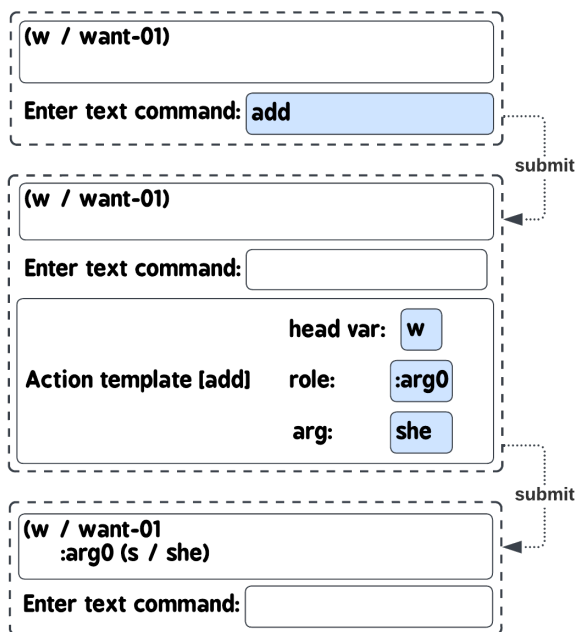 (w / want-01)
Enter text command: add
submit
(w / want-01)
Enter text command:
head var: w
Action template [add] role: :arg0
arg: she
submit
(w / want-01
:arg0 (s / she)
Enter text command: